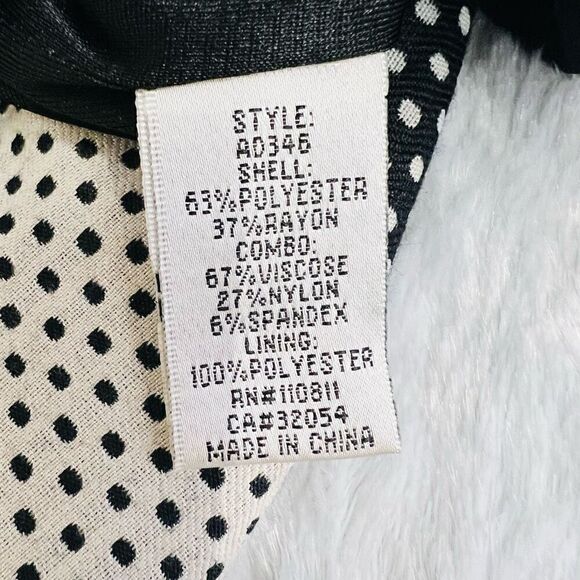 STYLE:
A0346
SHELL:
63%POLYESTER
37%RAYON
COMBO:
67%VISCOSE
27%NYLON
6%SPANDEX
LINING:
100%POLYESTER
RN#110811
CA#32054
MADE IN CHINA